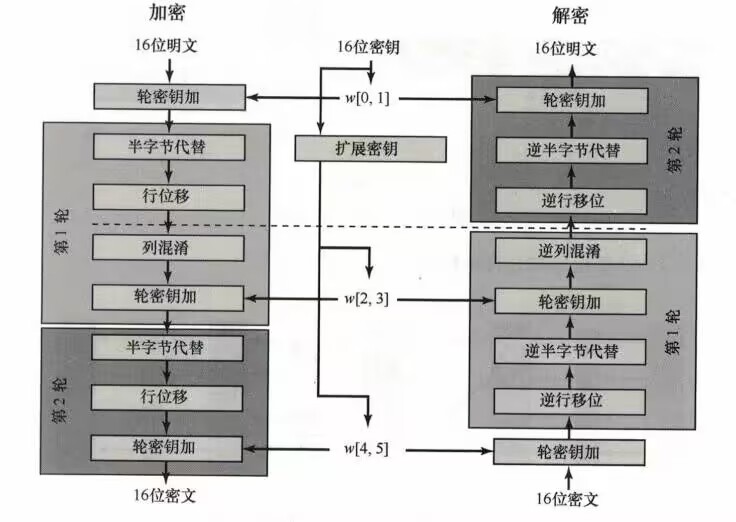 加密
解密
16位明文
16位密钥
16位明文
轮密钥加
w[0, 1]
轮密钥加
半字节代替
扩展密钥
逆半字节代替
行位移
逆行移位
第1轮
第2轮
列混淆
逆列混淆
轮密钥加
w[2, 3]
轮密钥加
半字节代替
逆半字节代替
行位移
逆行移位
第2轮
第1轮
轮密钥加
w[4, 5]
轮密钥加
16位密文
16位密文